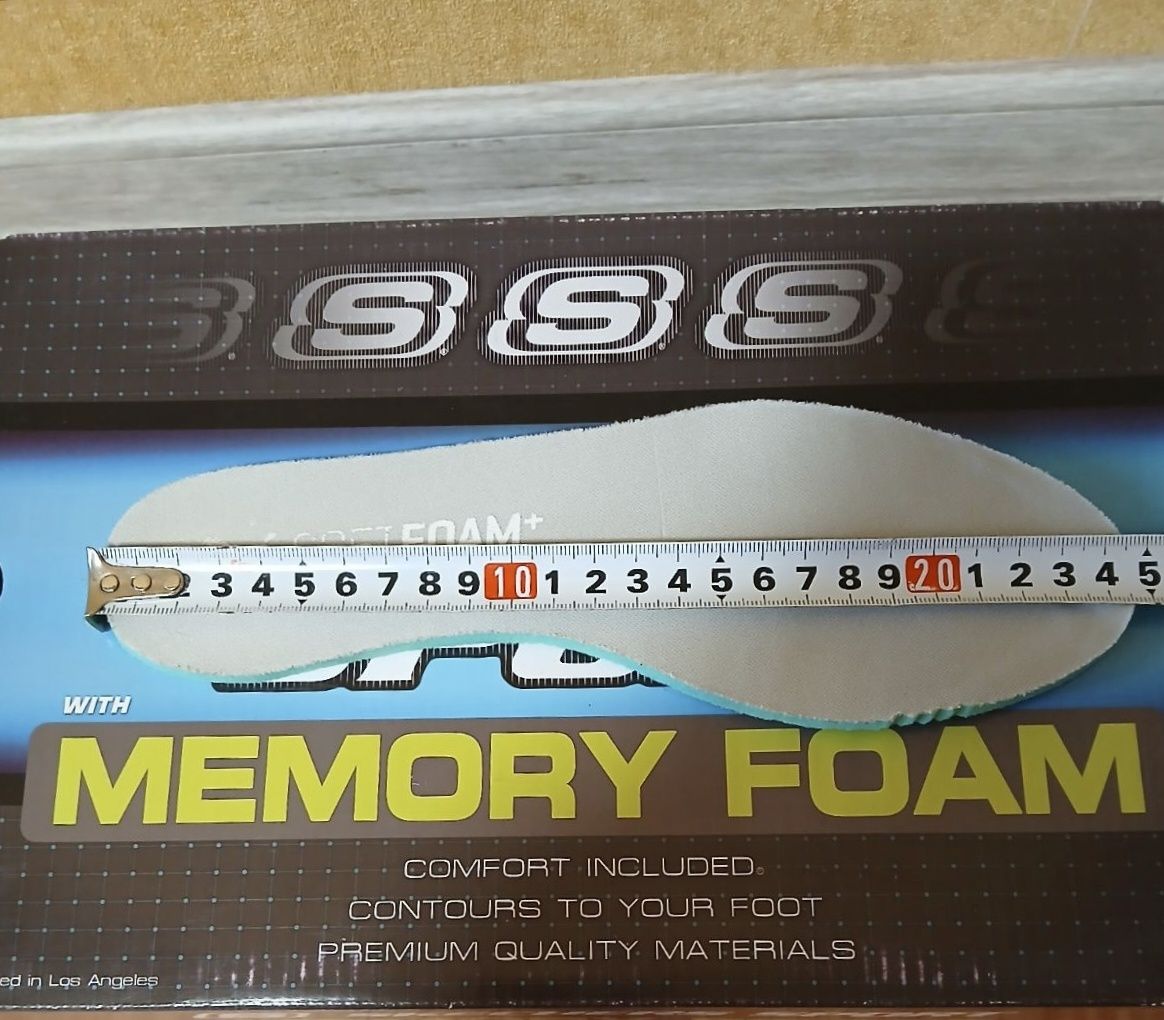 S S S
FOAM+
2 3 4 5 6 7 8 9 10 1 2 3 4 5 6 7 8 9 20 1 2 3 4 5
WITH
MEMORY FOAM
COMFORT INCLUDED®
CONTOURS TO YOUR FOOT
PREMIUM QUALITY MATERIALS
ed in Los Angeles